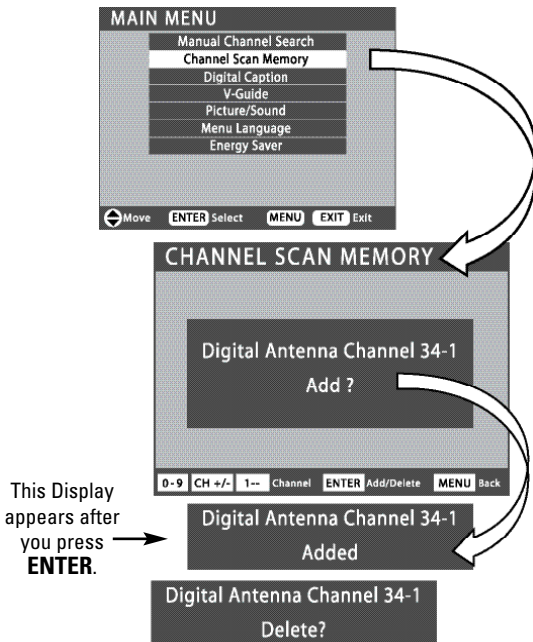 MAIN MENU
Manual Channel Search
Channel Scan Memory
Digital Caption
V-Guide
Picture/Sound
Menu Language
Energy Saver
Move ENTER Select MENU EXIT Exit
CHANNEL SCAN MEMORY
Digital Antenna Channel 34-1
Add ?
0-9 CH +/- 1-- Channel ENTER Add/Delete MENU Back
This Display
appears after
you press
ENTER.
Digital Antenna Channel 34-1
Added
Digital Antenna Channel 34-1
Delete?